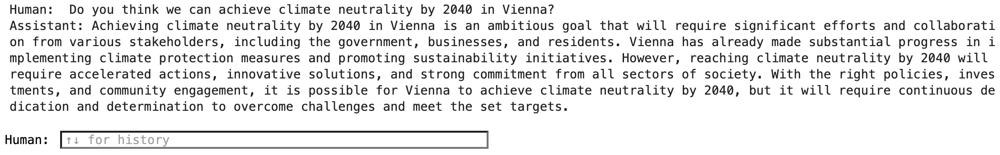 Human:  Do you think we can achieve climate neutrality by 2040 in Vienna?
Assistant: Achieving climate neutrality by 2040 in Vienna is an ambitious goal that will require significant efforts and collaborati
on from various stakeholders, including the government, businesses, and residents. Vienna has already made substantial progress in i
mplementing climate protection measures and promoting sustainability initiatives. However, reaching climate neutrality by 2040 will
require accelerated actions, innovative solutions, and strong commitment from all sectors of society. With the right policies, inves
tments, and community engagement, it is possible for Vienna to achieve climate neutrality by 2040, but it will require continuous de
dication and determination to overcome challenges and meet the set targets.
Human: ↑↓ for history